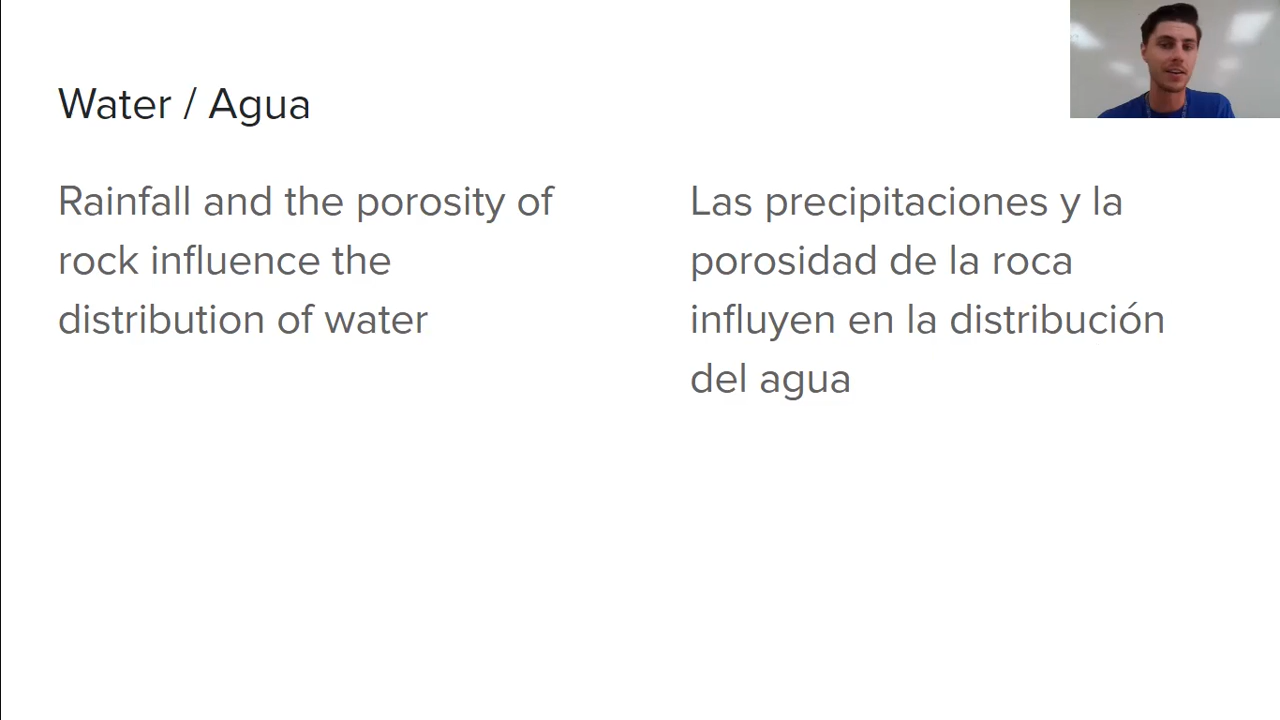 Water / Agua
Rainfall and the porosity of
rock influence the
distribution of water
Las precipitaciones y la
porosidad de la roca
influyen en la distribución
del agua